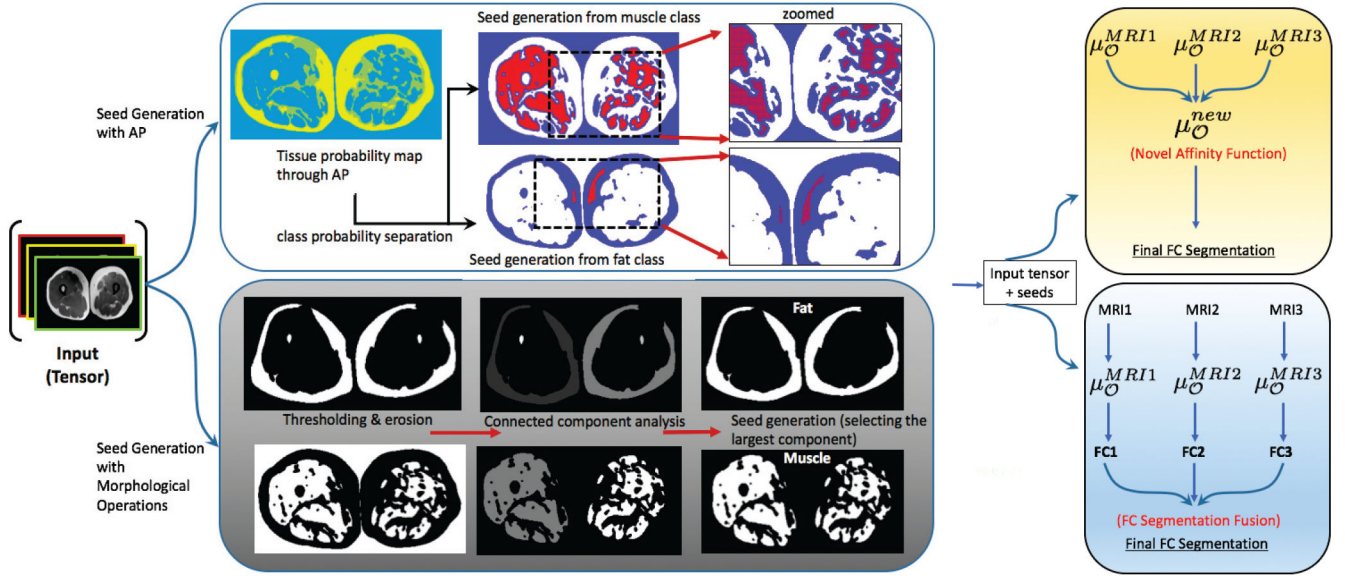 Input
(Tensor)
Seed Generation
with AP
Seed Generation
with
Morphological
Operations
Seed generation from muscle class
zoomed
Tissue probability map
through AP
class probability separation
Seed generation from fat class
Fat
Thresholding & erosion
Connected component analysis
Seed generation (selecting the
largest component)
Muscle
Input tensor
+ seeds
μ_𝒪^{MRI1} μ_𝒪^{MRI2} μ_𝒪^{MRI3}
μ_𝒪^{new}
(Novel Affinity Function)
Final FC Segmentation
MRI1 MRI2 MRI3
μ_𝒪^{MRI1} μ_𝒪^{MRI2} μ_𝒪^{MRI3}
FC1 FC2 FC3
(FC Segmentation Fusion)
Final FC Segmentation